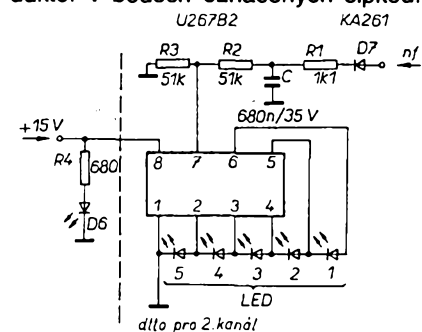 U267B2 KA261
R3 R2 R1 D7
51k 51k C 1k1 nf
680n/35 V
+15 V
R4 680
8 7 6 5
D6
1 2 3 4
5 4 3 2 1
LED
dtto pro 2.kanál